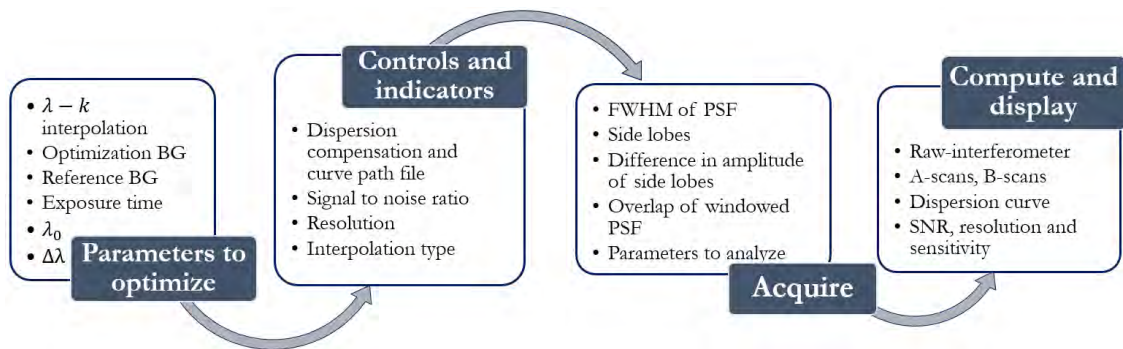 • λ − k
interpolation
• Optimization BG
• Reference BG
• Exposure time
• λ₀
• Δλ
Parameters to
optimize
Controls and
indicators
• Dispersion
compensation and
curve path file
• Signal to noise ratio
• Resolution
• Interpolation type
• FWHM of PSF
• Side lobes
• Difference in amplitude
of side lobes
• Overlap of windowed
PSF
• Parameters to analyze
Acquire
Compute and
display
• Raw-interferometer
• A-scans, B-scans
• Dispersion curve
• SNR, resolution and
sensitivity